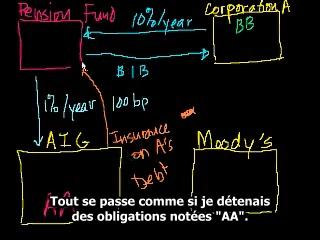 Pension Fund
Corporation A
BB
10%/year
$1B
1%/year 100bp
AIG
AA
Insurance
on A's
Debt
Moody's
Tout se passe comme si je détenais
des obligations notées "AA".